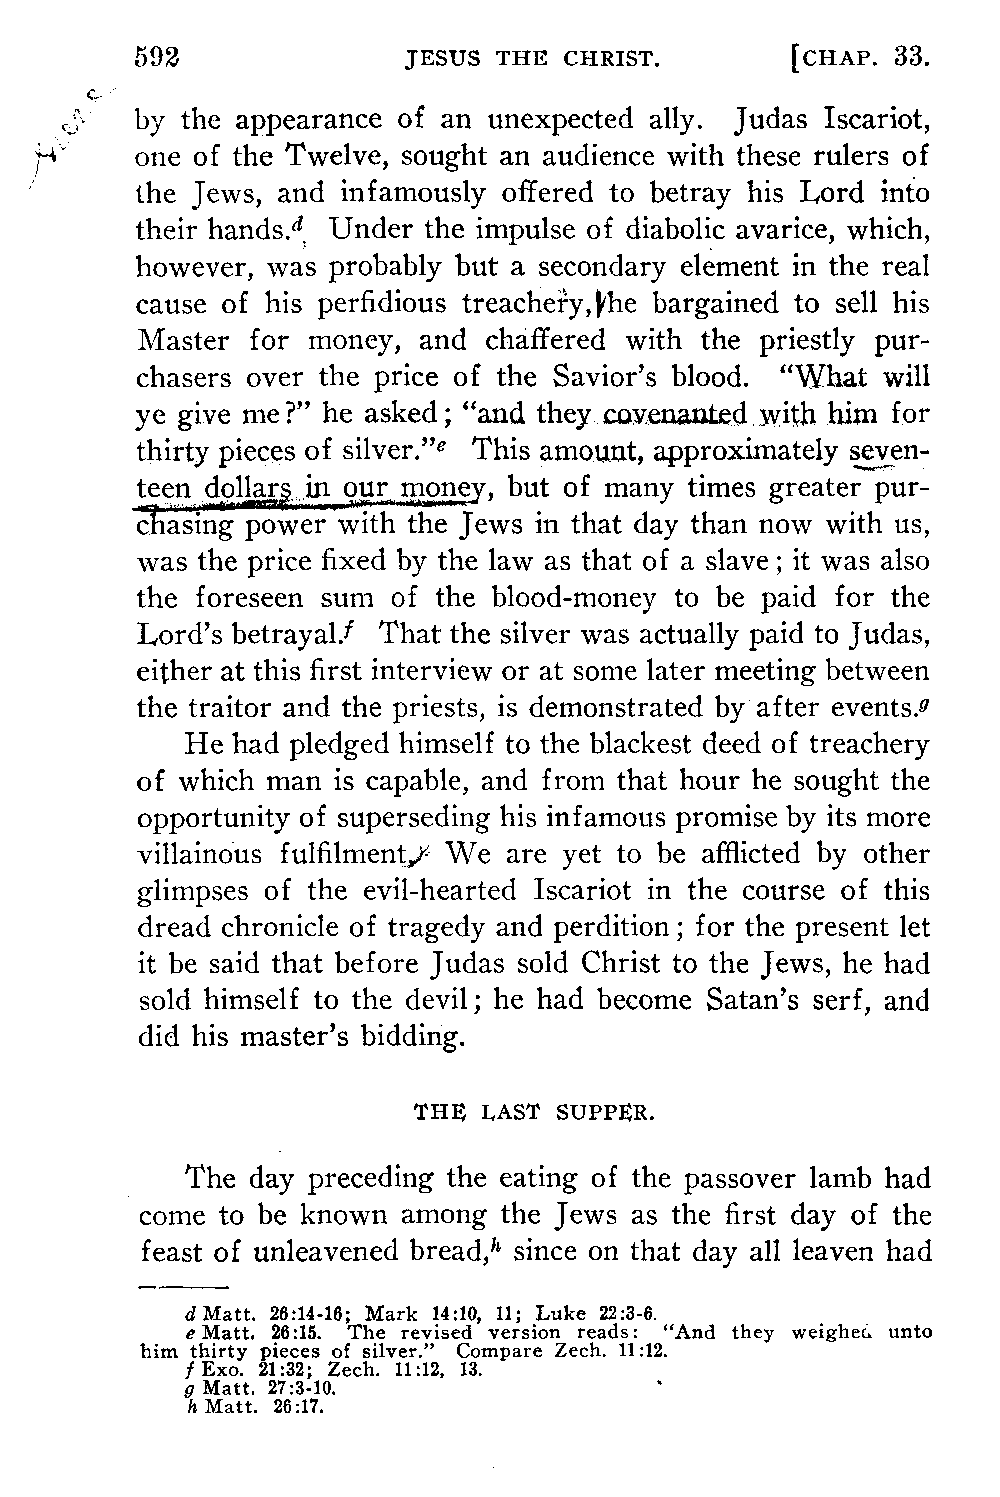 592 JESUS THE CHRIST. [CHAP. 33.
by the appearance of an unexpected ally. Judas Iscariot,
one of the Twelve, sought an audience with these rulers of
the Jews, and infamously offered to betray his Lord into
their hands.d Under the impulse of diabolic avarice, which,
however, was probably but a secondary element in the real
cause of his perfidious treachery, he bargained to sell his
Master for money, and chaffered with the priestly pur-
chasers over the price of the Savior's blood. "What will
ye give me?" he asked; "and they covenanted with him for
thirty pieces of silver."e This amount, approximately seven-
teen dollars in our money, but of many times greater pur-
chasing power with the Jews in that day than now with us,
was the price fixed by the law as that of a slave; it was also
the foreseen sum of the blood-money to be paid for the
Lord's betrayal.f That the silver was actually paid to Judas,
either at this first interview or at some later meeting between
the traitor and the priests, is demonstrated by after events.g
He had pledged himself to the blackest deed of treachery
of which man is capable, and from that hour he sought the
opportunity of superseding his infamous promise by its more
villainous fulfilment. We are yet to be afflicted by other
glimpses of the evil-hearted Iscariot in the course of this
dread chronicle of tragedy and perdition; for the present let
it be said that before Judas sold Christ to the Jews, he had
sold himself to the devil; he had become Satan's serf, and
did his master's bidding.
THE LAST SUPPER.
The day preceding the eating of the passover lamb had
come to be known among the Jews as the first day of the
feast of unleavened bread,h since on that day all leaven had
d Matt. 26:14-16; Mark 14:10, 11; Luke 22:3-6.
e Matt. 26:15. The revised version reads: "And they weighed unto
him thirty pieces of silver." Compare Zech. 11:12.
f Exo. 21:32; Zech. 11:12, 13.
g Matt. 27:3-10.
h Matt. 26:17.